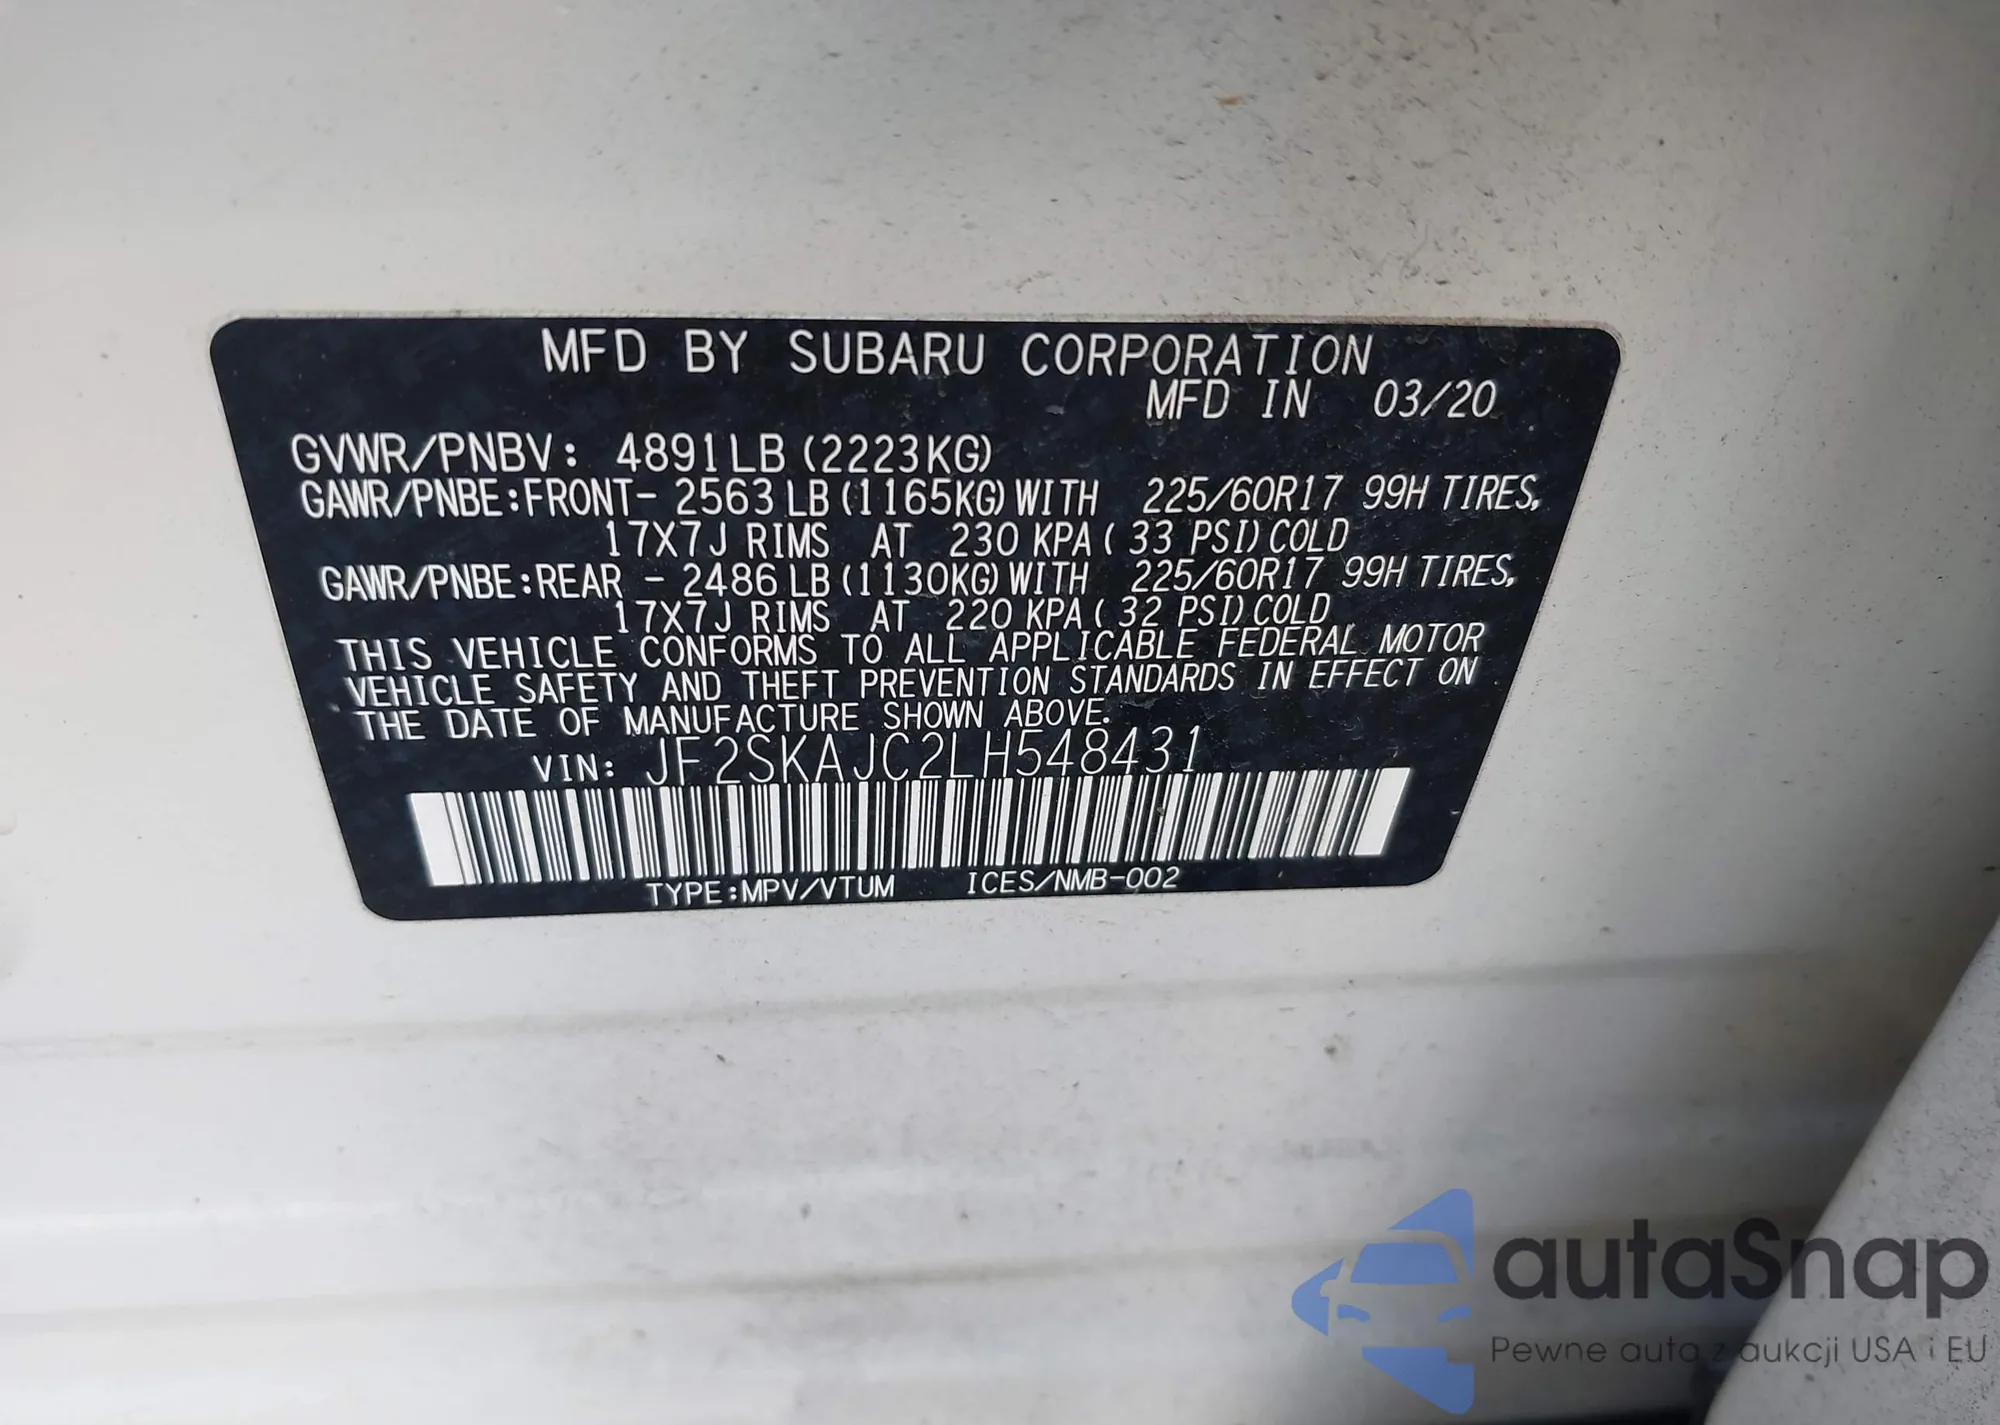 MFD BY SUBARU CORPORATION
MFD IN 03/20
GVWR/PNBV: 4891LB (2223KG)
GAWR/PNBE:FRONT- 2563 LB (1165KG) WITH 225/60R17 99H TIRES,
17X7J RIMS AT 230 KPA ( 33 PSI) COLD
GAWR/PNBE:REAR - 2486 LB (1130KG) WITH 225/60R17 99H TIRES,
17X7J RIMS AT 220 KPA ( 32 PSI) COLD
THIS VEHICLE CONFORMS TO ALL APPLICABLE FEDERAL MOTOR
VEHICLE SAFETY AND THEFT PREVENTION STANDARDS IN EFFECT ON
THE DATE OF MANUFACTURE SHOWN ABOVE.
VIN: JF2SKAJC2LH548431
TYPE:MPV/VTUM ICES/NMB-002
autaSnap
Pewne auta z aukcji USA i EU